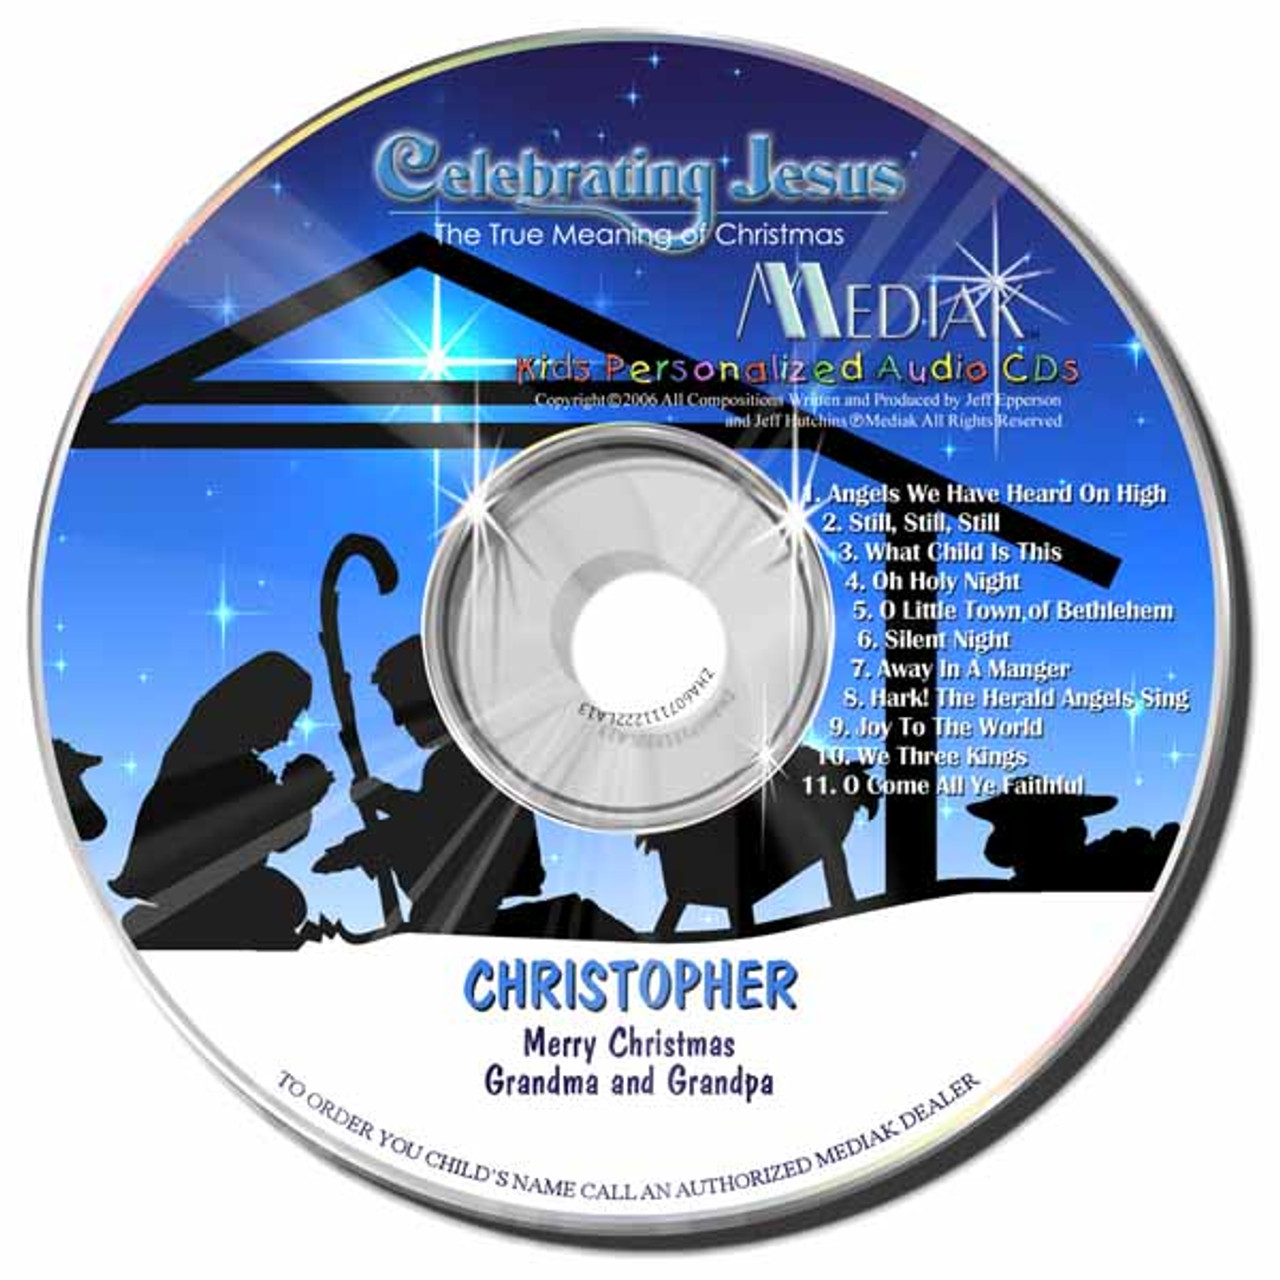 Celebrating Jesus
The True Meaning of Christmas
MEDIAK
Kids Personalized Audio CDs
Copyright©2006 All Compositions Written and Produced by Jeff Epperson
and Jeff Hutchins ℗Mediak All Rights Reserved
1. Angels We Have Heard On High
2. Still, Still, Still
3. What Child Is This
4. Oh Holy Night
5. O Little Town of Bethlehem
6. Silent Night
7. Away In A Manger
8. Hark! The Herald Angels Sing
9. Joy To The World
10. We Three Kings
11. O Come All Ye Faithful
ZHA607111222LA13
CHRISTOPHER
Merry Christmas
Grandma and Grandpa
TO ORDER YOU CHILD'S NAME CALL AN AUTHORIZED MEDIAK DEALER